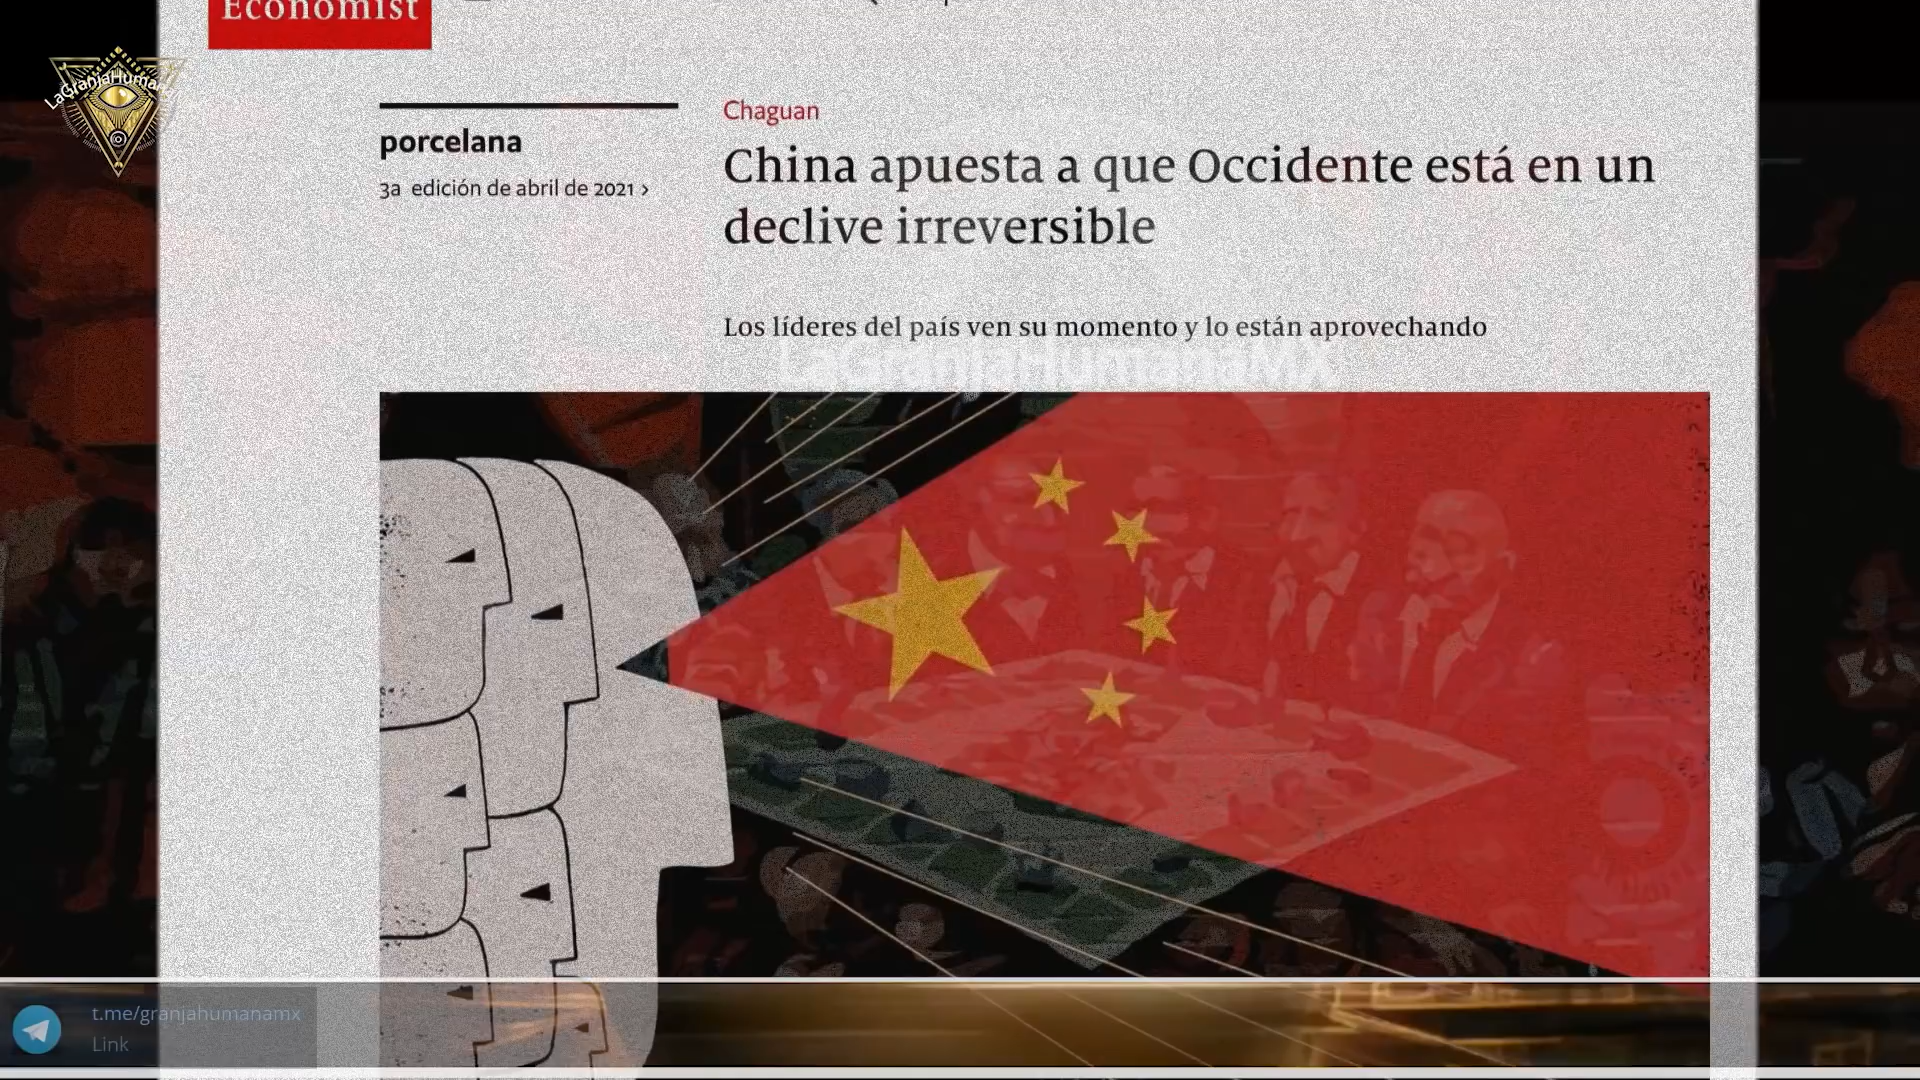 Economist
LaGranjaHuman
Chaguan
porcelana
China apuesta a que Occidente está en un
declive irreversible
3a edición de abril de 2021 ›
Los líderes del país ven su momento y lo están aprovechando
LaGranjaHumanaMX
t.me/granjahumanamx
Link